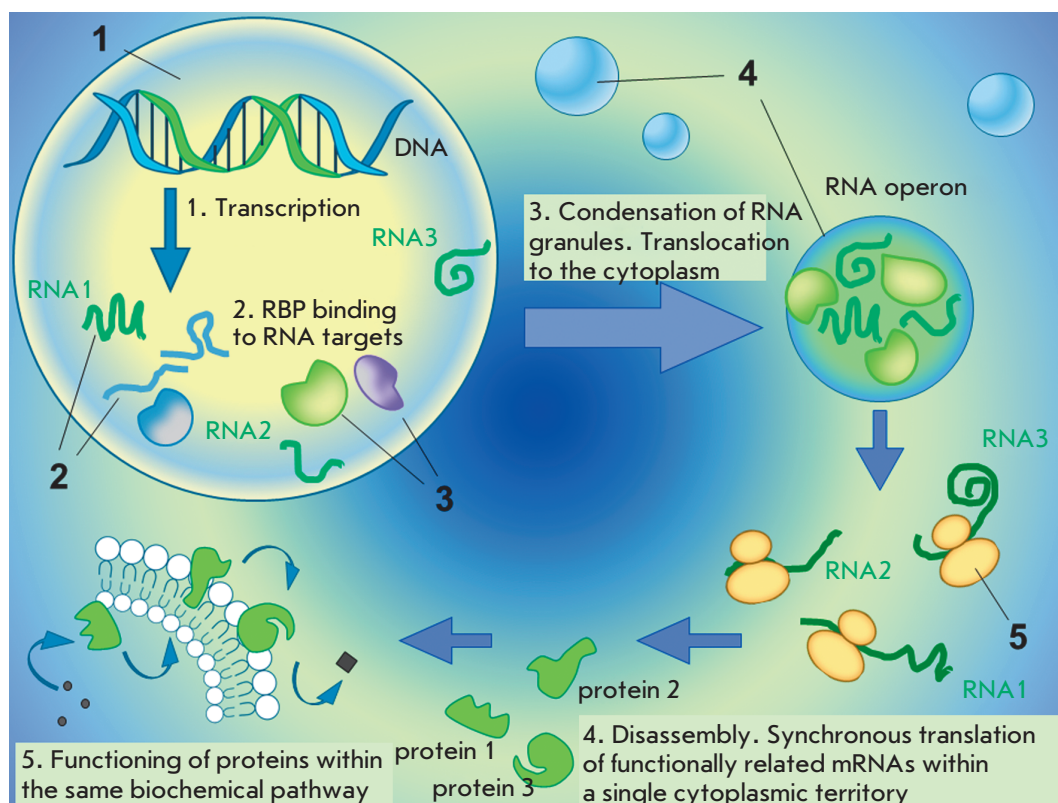 1
DNA
1. Transcription
RNA3
RNA1
2. RBP binding
to RNA targets
RNA2
2
3
3. Condensation of RNA
granules. Translocation
to the cytoplasm
4
RNA operon
RNA3
RNA2
5
RNA1
protein 2
protein 1
protein 3
4. Disassembly. Synchronous translation
of functionally related mRNAs within
a single cytoplasmic territory
5. Functioning of proteins within
the same biochemical pathway